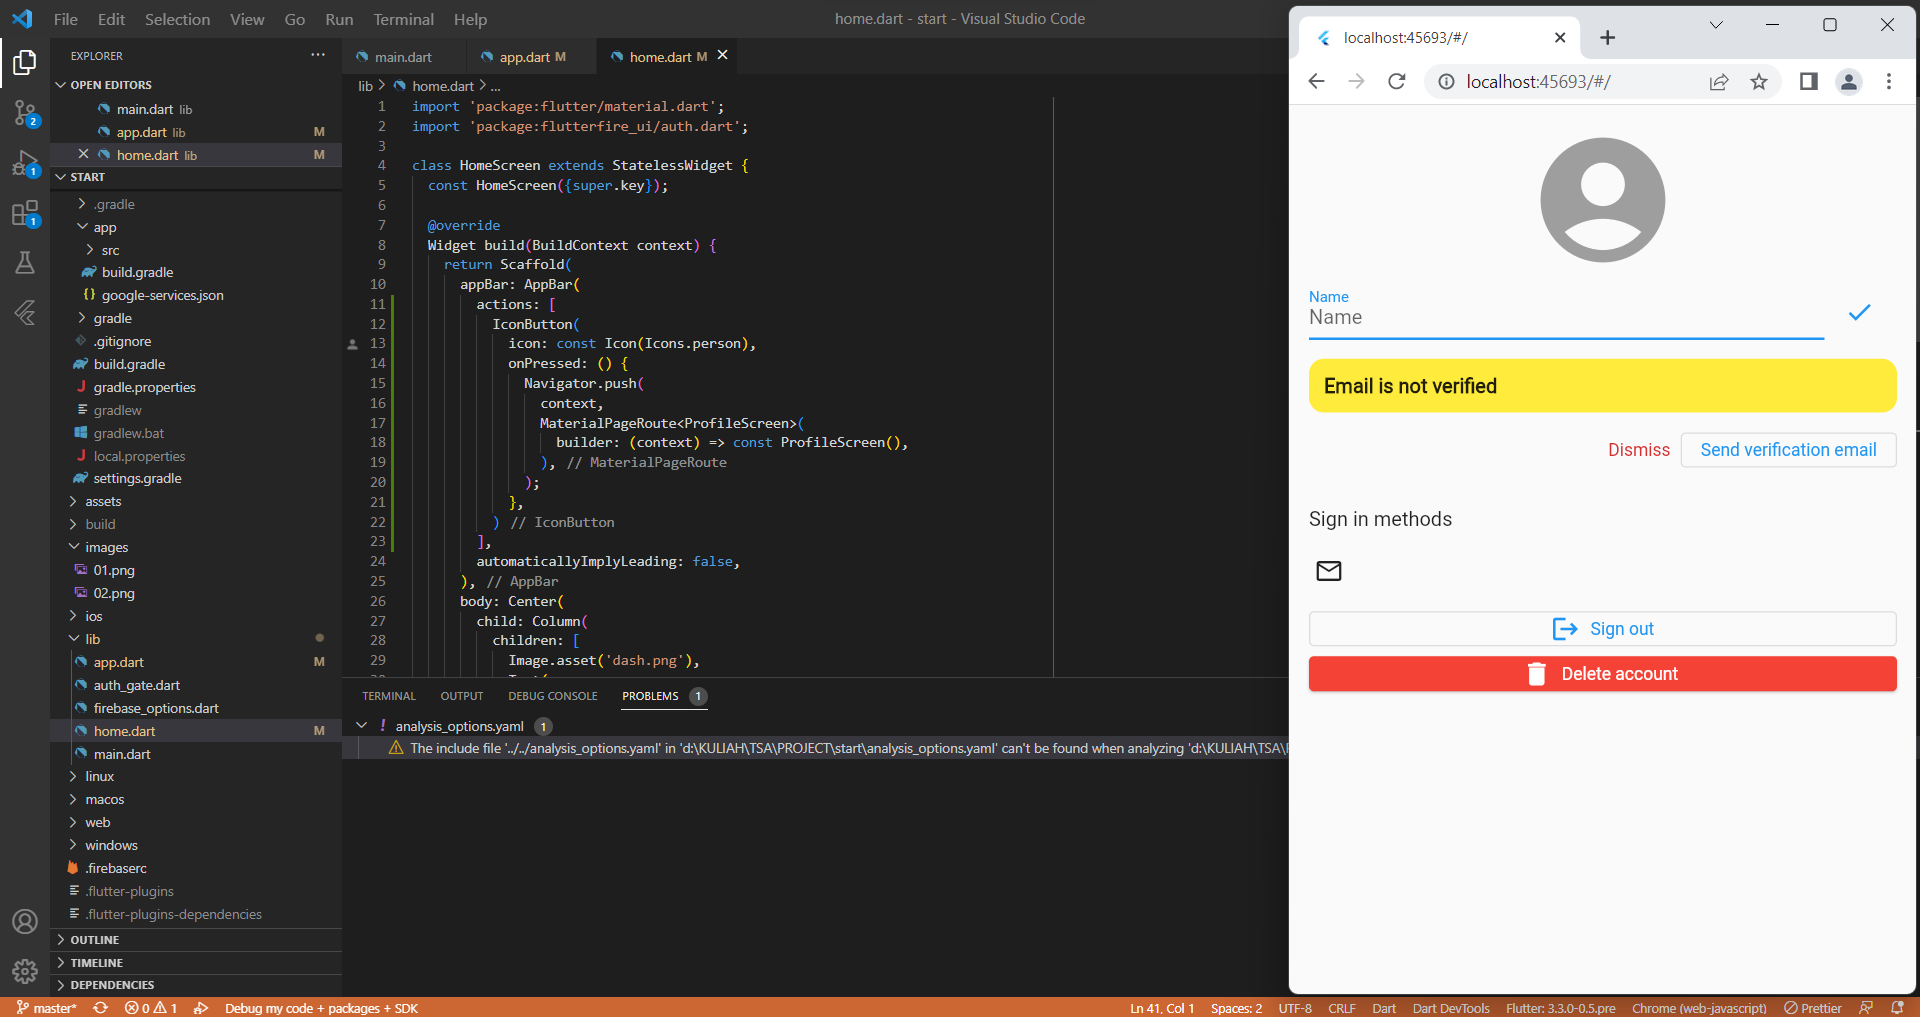 File Edit Selection View Go Run Terminal Help
home.dart - start - Visual Studio Code
EXPLORER
OPEN EDITORS
main.dart lib
app.dart lib M
home.dart lib M
START
.gradle
app
src
build.gradle
google-services.json
gradle
.gitignore
build.gradle
gradle.properties
gradlew
gradlew.bat
local.properties
settings.gradle
assets
build
images
01.png
02.png
ios
lib
app.dart M
auth_gate.dart
firebase_options.dart
home.dart M
main.dart
linux
macos
web
windows
.firebaserc
.flutter-plugins
.flutter-plugins-dependencies
OUTLINE
TIMELINE
DEPENDENCIES
2
1
1
main.dart app.dart M home.dart M
lib > home.dart > ...
1 import 'package:flutter/material.dart';
2 import 'package:flutterfire_ui/auth.dart';
3
4 class HomeScreen extends StatelessWidget {
5 const HomeScreen({super.key});
6
7 @override
8 Widget build(BuildContext context) {
9 return Scaffold(
10 appBar: AppBar(
11 actions: [
12 IconButton(
13 icon: const Icon(Icons.person),
14 onPressed: () {
15 Navigator.push(
16 context,
17 MaterialPageRoute<ProfileScreen>(
18 builder: (context) => const ProfileScreen(),
19 ), // MaterialPageRoute
20 );
21 },
22 ) // IconButton
23 ],
24 automaticallyImplyLeading: false,
25 ), // AppBar
26 body: Center(
27 child: Column(
28 children: [
29 Image.asset('dash.png'),
TERMINAL OUTPUT DEBUG CONSOLE PROBLEMS 1
! analysis_options.yaml 1
The include file '../../analysis_options.yaml' in 'd:\KULIAH\TSA\PROJECT\start\analysis_options.yaml' can't be found when analyzing 'd:\KULIAH\TSA\
localhost:45693/#/
localhost:45693/#/
Name
Name
Email is not verified
Dismiss Send verification email
Sign in methods
Sign out
Delete account
master* 0 1 Debug my code + packages + SDK
Ln 41, Col 1 Spaces: 2 UTF-8 CRLF Dart Dart DevTools Flutter: 3.3.0-0.5.pre Chrome (web-javascript) Prettier